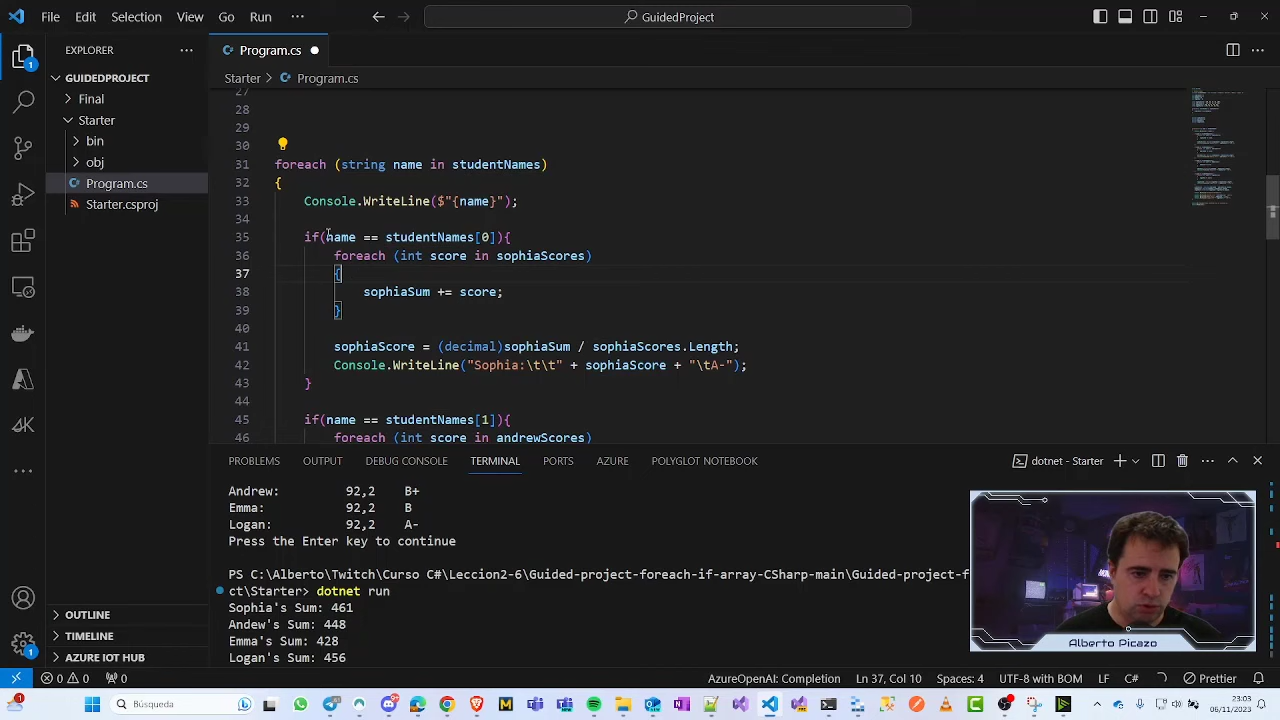 File Edit Selection View Go Run ··· GuidedProject
EXPLORER ···
Program.cs
GUIDEDPROJECT
Starter > Program.cs
Final
Starter
bin
obj
Program.cs
Starter.csproj
27
28
29
30
31 foreach (string name in studentNames)
32 {
33 Console.WriteLine($"{name}");
34
35 if(name == studentNames[0]){
36 foreach (int score in sophiaScores)
37 {
38 sophiaSum += score;
39 }
40
41 sophiaScore = (decimal)sophiaSum / sophiaScores.Length;
42 Console.WriteLine("Sophia:\t\t" + sophiaScore + "\tA-");
43 }
44
45 if(name == studentNames[1]){
46 foreach (int score in andrewScores)
PROBLEMS OUTPUT DEBUG CONSOLE TERMINAL PORTS AZURE POLYGLOT NOTEBOOK dotnet - Starter
Andrew: 92,2 B+
Emma: 92,2 B
Logan: 92,2 A-
Press the Enter key to continue
PS C:\Alberto\Twitch\Curso C#\Leccion2-6\Guided-project-foreach-if-array-CSharp-main\Guided-project-f
ct\Starter> dotnet run
Sophia's Sum: 461
Andew's Sum: 448
Emma's Sum: 428
Logan's Sum: 456
Alberto Picazo
OUTLINE
TIMELINE
AZURE IOT HUB
0 0 0 AzureOpenAI: Completion Ln 37, Col 10 Spaces: 4 UTF-8 with BOM LF C# Prettier
Búsqueda
23:03
06/11/2023